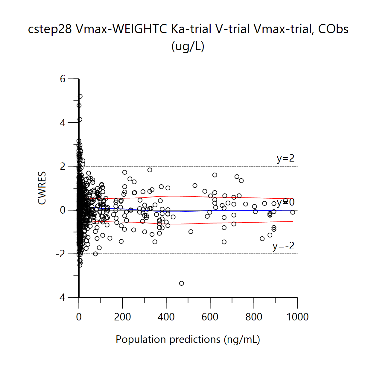 cstep28 Vmax-WEIGHTC Ka-trial V-trial Vmax-trial, CObs
(ug/L)
6
4
y=2
2
CWRES
y=0
0
y=-2
-2
-4
0
200
400
600
800
1000
Population predictions (ng/mL)